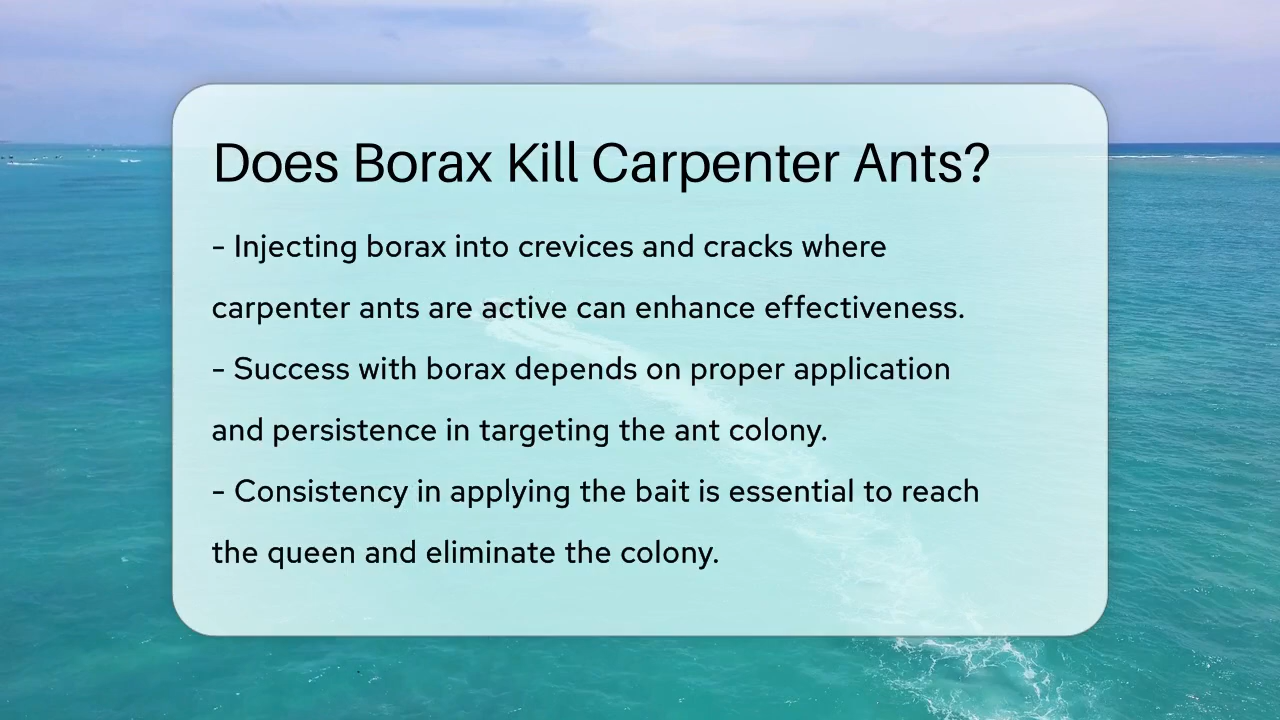 Does Borax Kill Carpenter Ants?
– Injecting borax into crevices and cracks where
carpenter ants are active can enhance effectiveness.
– Success with borax depends on proper application
and persistence in targeting the ant colony.
– Consistency in applying the bait is essential to reach
the queen and eliminate the colony.